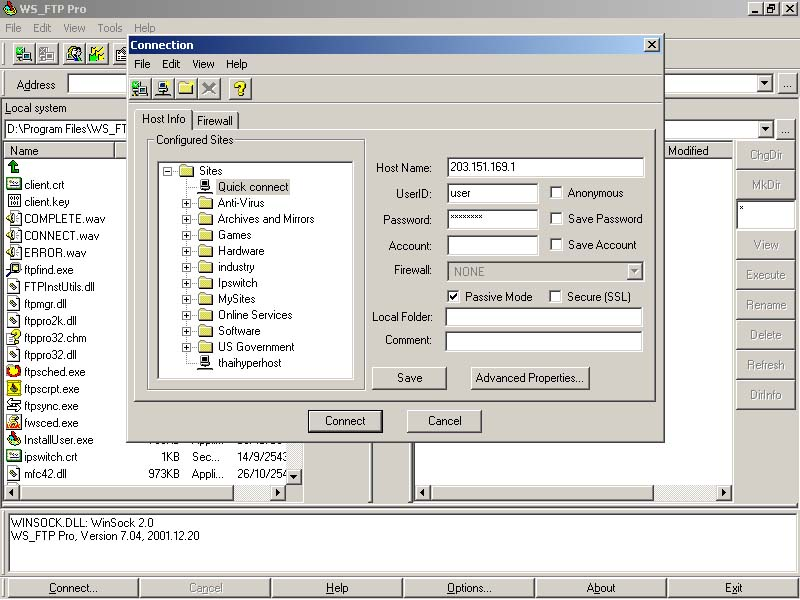 WS_FTP Pro
File Edit View Tools Help
Connection
File Edit View Help
Address
...
Host Info Firewall
Local system
Configured Sites
D:\Program Files\WS_FT
...
Name
Modified
ChgDir
MkDir
*
View
Execute
Rename
Delete
Refresh
DirInfo
client.crt
client.key
COMPLETE.wav
CONNECT.wav
ERROR.wav
ftpfind.exe
FTPInstUtils.dll
ftpmgr.dll
ftppro2k.dll
ftppro32.chm
ftppro32.dll
ftpsched.exe
ftpscrpt.exe
ftpsync.exe
fwsced.exe
InstallUser.exe
ipswitch.crt 1KB Sec... 14/9/2543
mfc42.dll 973KB Appli... 26/10/254
Sites
Quick connect
Anti-Virus
Archives and Mirrors
Games
Hardware
industry
Ipswitch
MySites
Online Services
Software
US Government
thaihyperhost
Host Name: 203.151.169.1
UserID: user Anonymous
Password: ******** Save Password
Account: Save Account
Firewall: NONE
Passive Mode Secure (SSL)
Local Folder:
Comment:
Save Advanced Properties...
Connect Cancel
WINSOCK.DLL: WinSock 2.0
WS_FTP Pro, Version 7.04, 2001.12.20
Connect... Cancel Help Options... About Exit